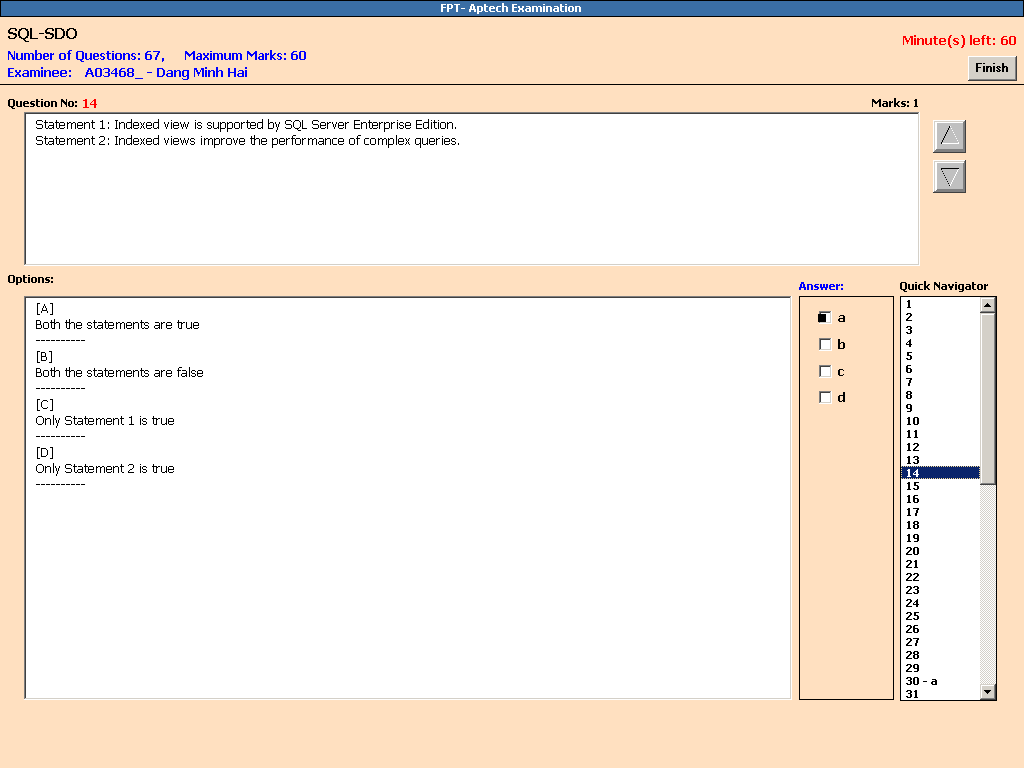 FPT- Aptech Examination
SQL-SDO
Number of Questions: 67, Maximum Marks: 60
Minute(s) left: 60
Examinee: A03468_ - Dang Minh Hai
Finish
Question No: 14
Marks: 1
Statement 1: Indexed view is supported by SQL Server Enterprise Edition.
Statement 2: Indexed views improve the performance of complex queries.
Options:
[A]
Both the statements are true
----------
[B]
Both the statements are false
----------
[C]
Only Statement 1 is true
----------
[D]
Only Statement 2 is true
----------
Answer:
a
b
c
d
Quick Navigator
1
2
3
4
5
6
7
8
9
10
11
12
13
14
15
16
17
18
19
20
21
22
23
24
25
26
27
28
29
30 - a
31